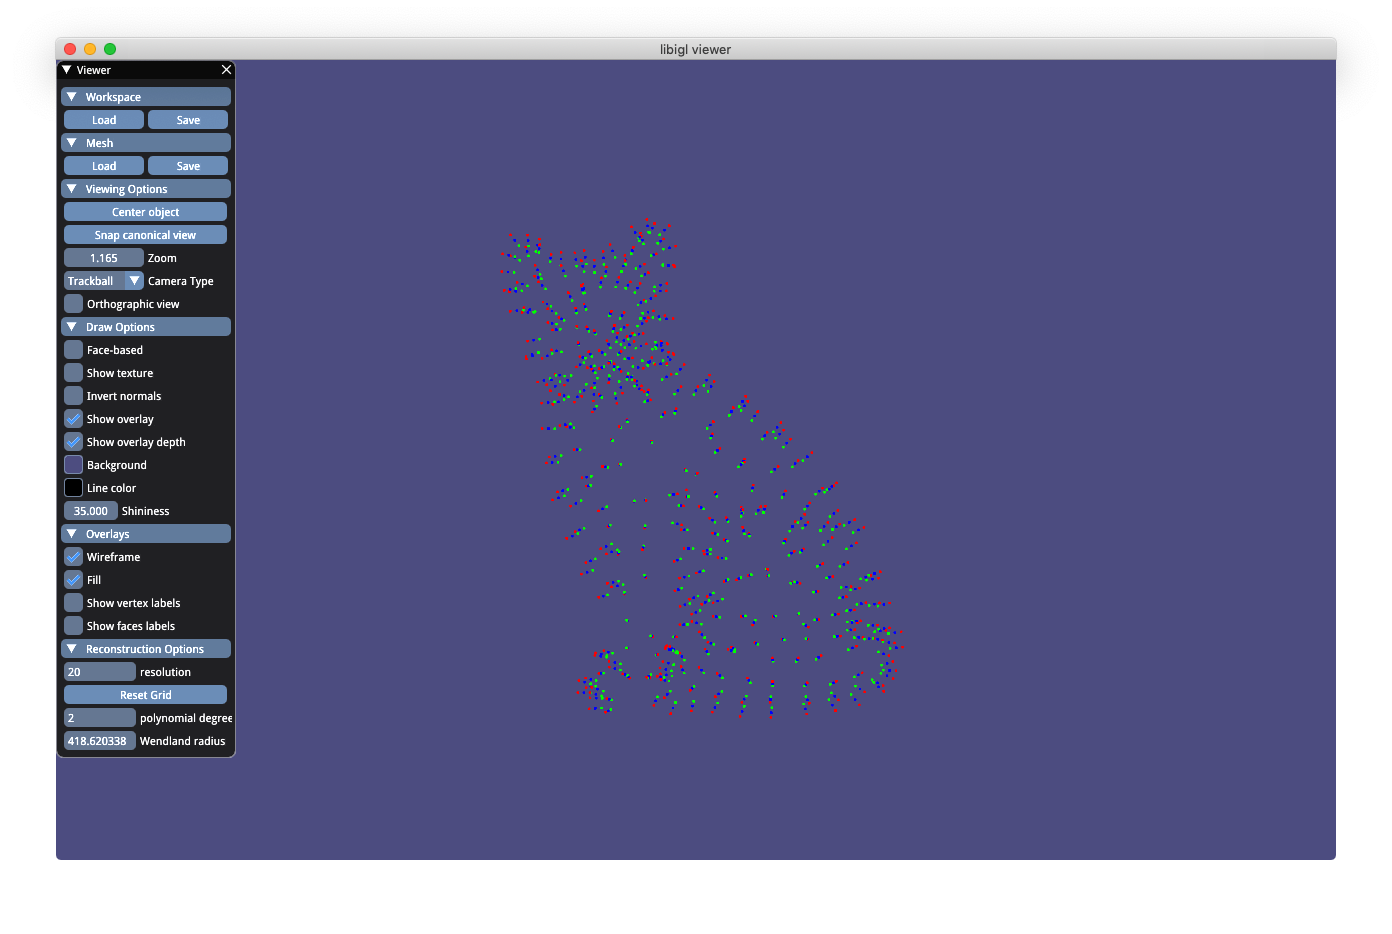 libigl viewer
Viewer
Workspace
Load Save
Mesh
Load Save
Viewing Options
Center object
Snap canonical view
1.165 Zoom
Trackball Camera Type
Orthographic view
Draw Options
Face-based
Show texture
Invert normals
Show overlay
Show overlay depth
Background
Line color
35.000 Shininess
Overlays
Wireframe
Fill
Show vertex labels
Show faces labels
Reconstruction Options
20 resolution
Reset Grid
2 polynomial degree
418.620338 Wendland radius